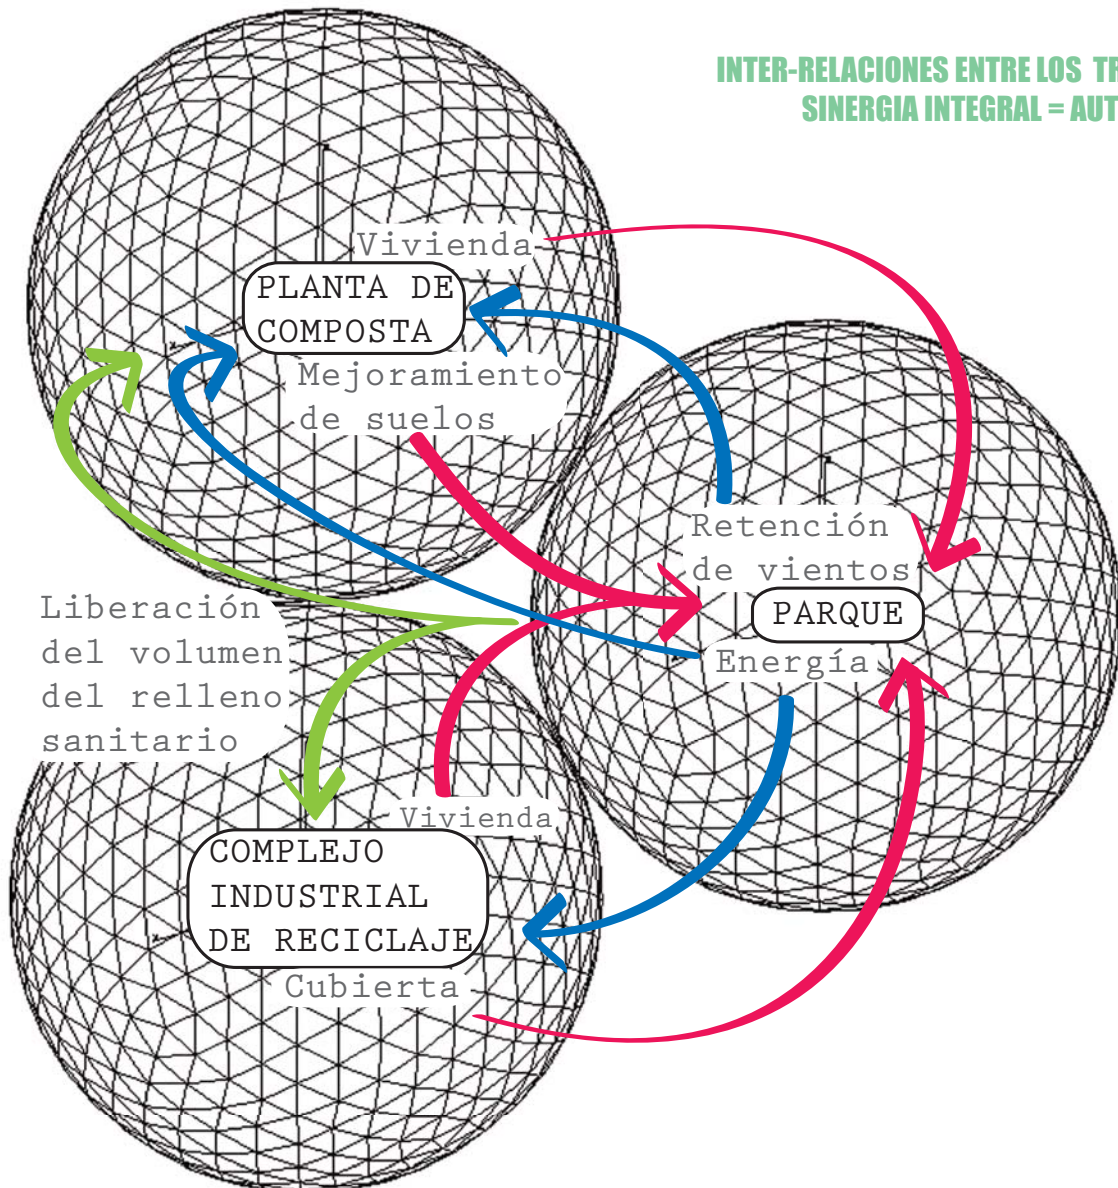 INTER-RELACIONES ENTRE LOS
SINERGIA INTEGRAL =
Vivienda
PLANTA DE
COMPOSTA
Mejoramiento
de suelos
Retención
de vientos
PARQUE
Energía
Liberación
del volumen
del relleno
sanitario
Vivienda
COMPLEJO
INDUSTRIAL
DE RECICLAJE
Cubierta